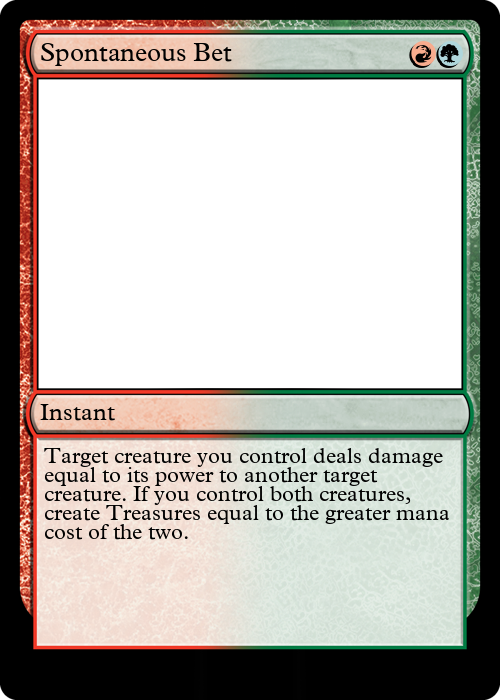 Spontaneous Bet
Instant
Target creature you control deals damage
equal to its power to another target
creature. If you control both creatures,
create Treasures equal to the greater mana
cost of the two.